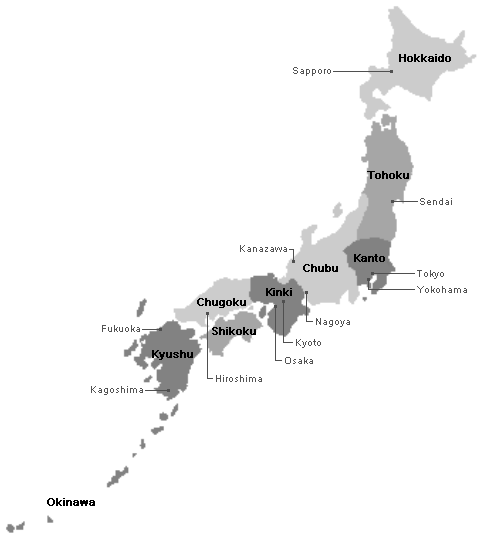 Hokkaido
Sapporo
Tohoku
Sendai
Kanazawa
Kanto
Chubu
Tokyo
Yokohama
Kinki
Chugoku
Nagoya
Fukuoka
Shikoku
Kyoto
Kyushu
Osaka
Hiroshima
Kagoshima
Okinawa